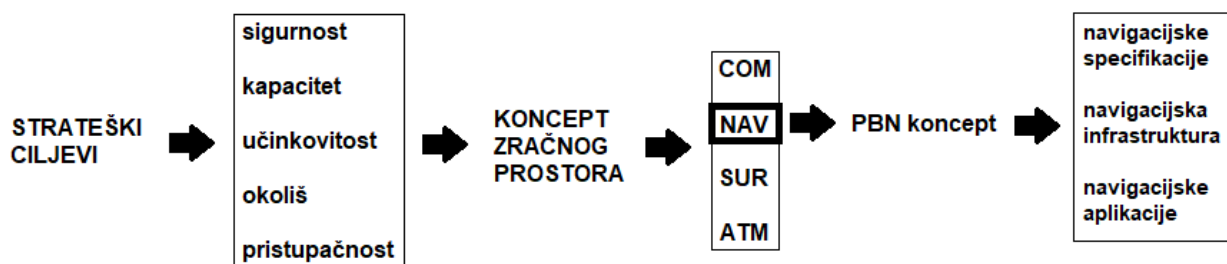 STRATEŠKI
CILJEVI
sigurnost
kapacitet
učinkovitost
okoliš
pristupačnost
KONCEPT
ZRAČNOG
PROSTORA
COM
NAV
SUR
ATM
PBN koncept
navigacijske
specifikacije
navigacijska
infrastruktura
navigacijske
aplikacije